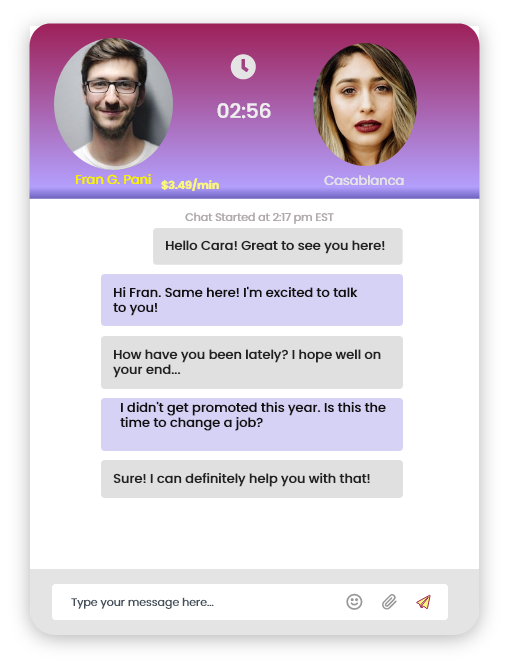 02:56
Fran G. Pani
$3.49/min
Casablanca
Chat Started at 2:17 pm EST
Hello Cara! Great to see you here!
Hi Fran. Same here! I'm excited to talk
to you!
How have you been lately? I hope well on
your end...
I didn't get promoted this year. Is this the
time to change a job?
Sure! I can definitely help you with that!
Type your message here...